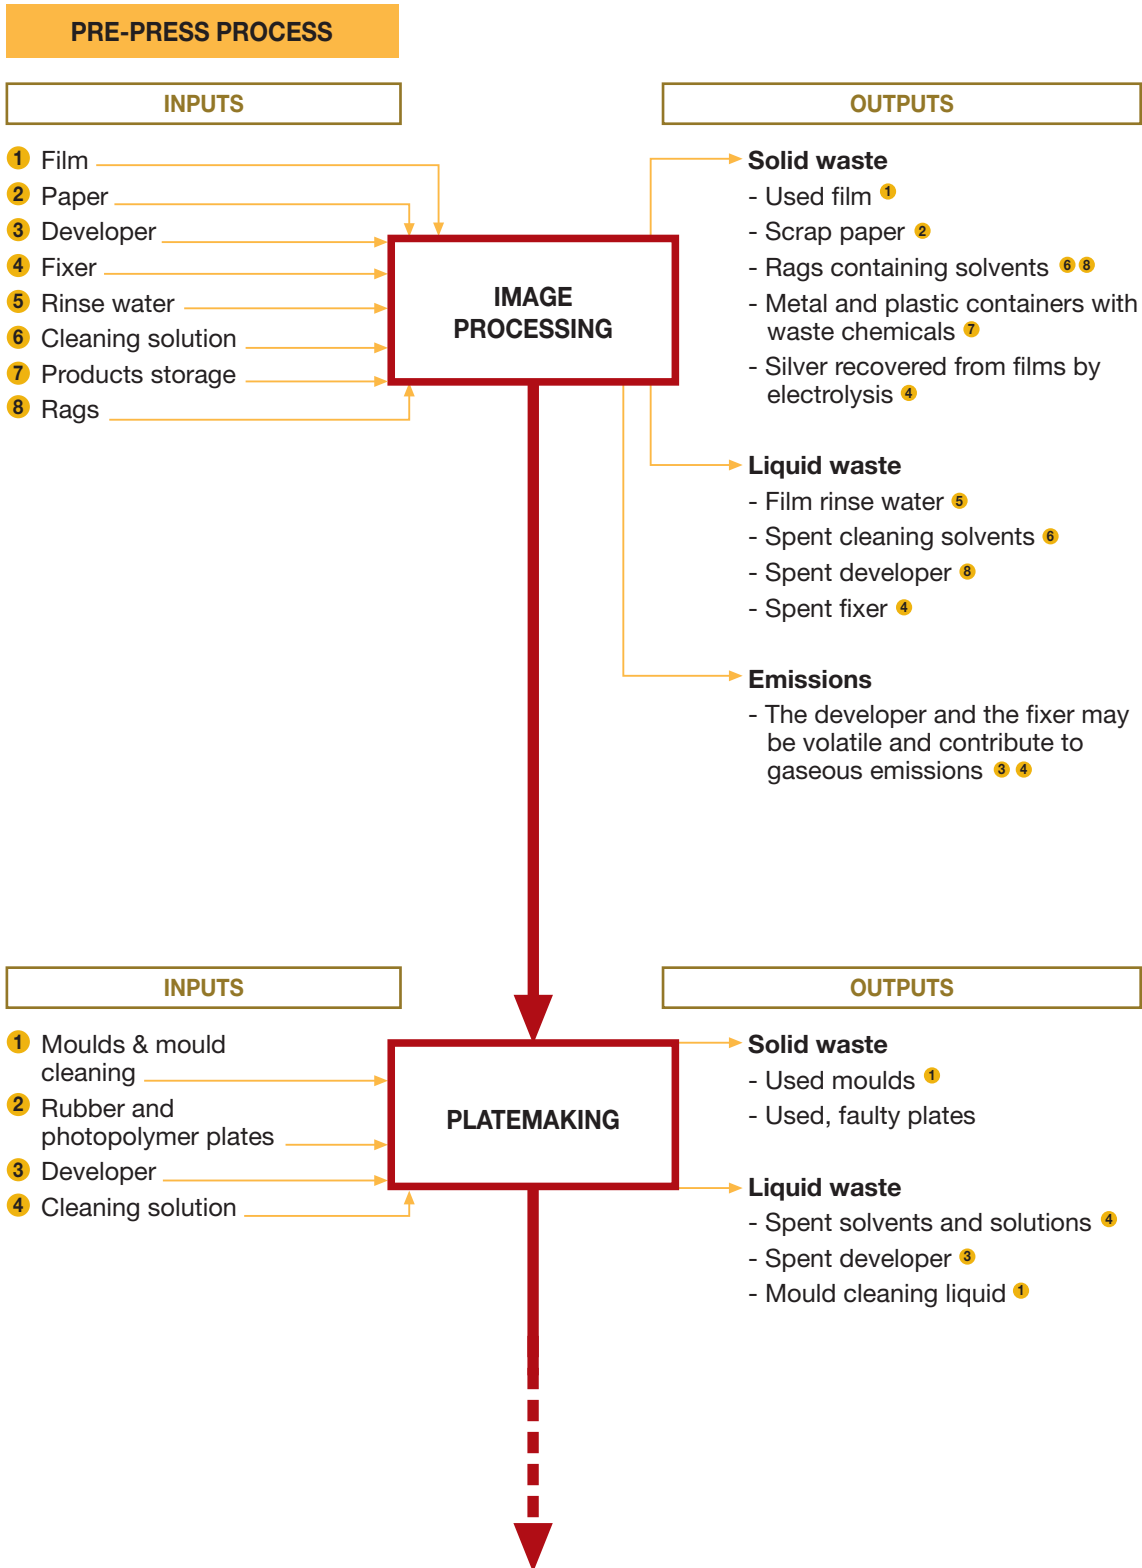 PRE-PRESS PROCESS
INPUTS
1 Film
2 Paper
3 Developer
4 Fixer
5 Rinse water
6 Cleaning solution
7 Products storage
8 Rags
IMAGE
PROCESSING
OUTPUTS
Solid waste
- Used film 1
- Scrap paper 2
- Rags containing solvents 6 8
- Metal and plastic containers with
waste chemicals 7
- Silver recovered from films by
electrolysis 4
Liquid waste
- Film rinse water 5
- Spent cleaning solvents 6
- Spent developer 8
- Spent fixer 4
Emissions
- The developer and the fixer may
be volatile and contribute to
gaseous emissions 3 4
INPUTS
1 Moulds & mould
cleaning
2 Rubber and
photopolymer plates
3 Developer
4 Cleaning solution
PLATEMAKING
OUTPUTS
Solid waste
- Used moulds 1
- Used, faulty plates
Liquid waste
- Spent solvents and solutions 4
- Spent developer 3
- Mould cleaning liquid 1